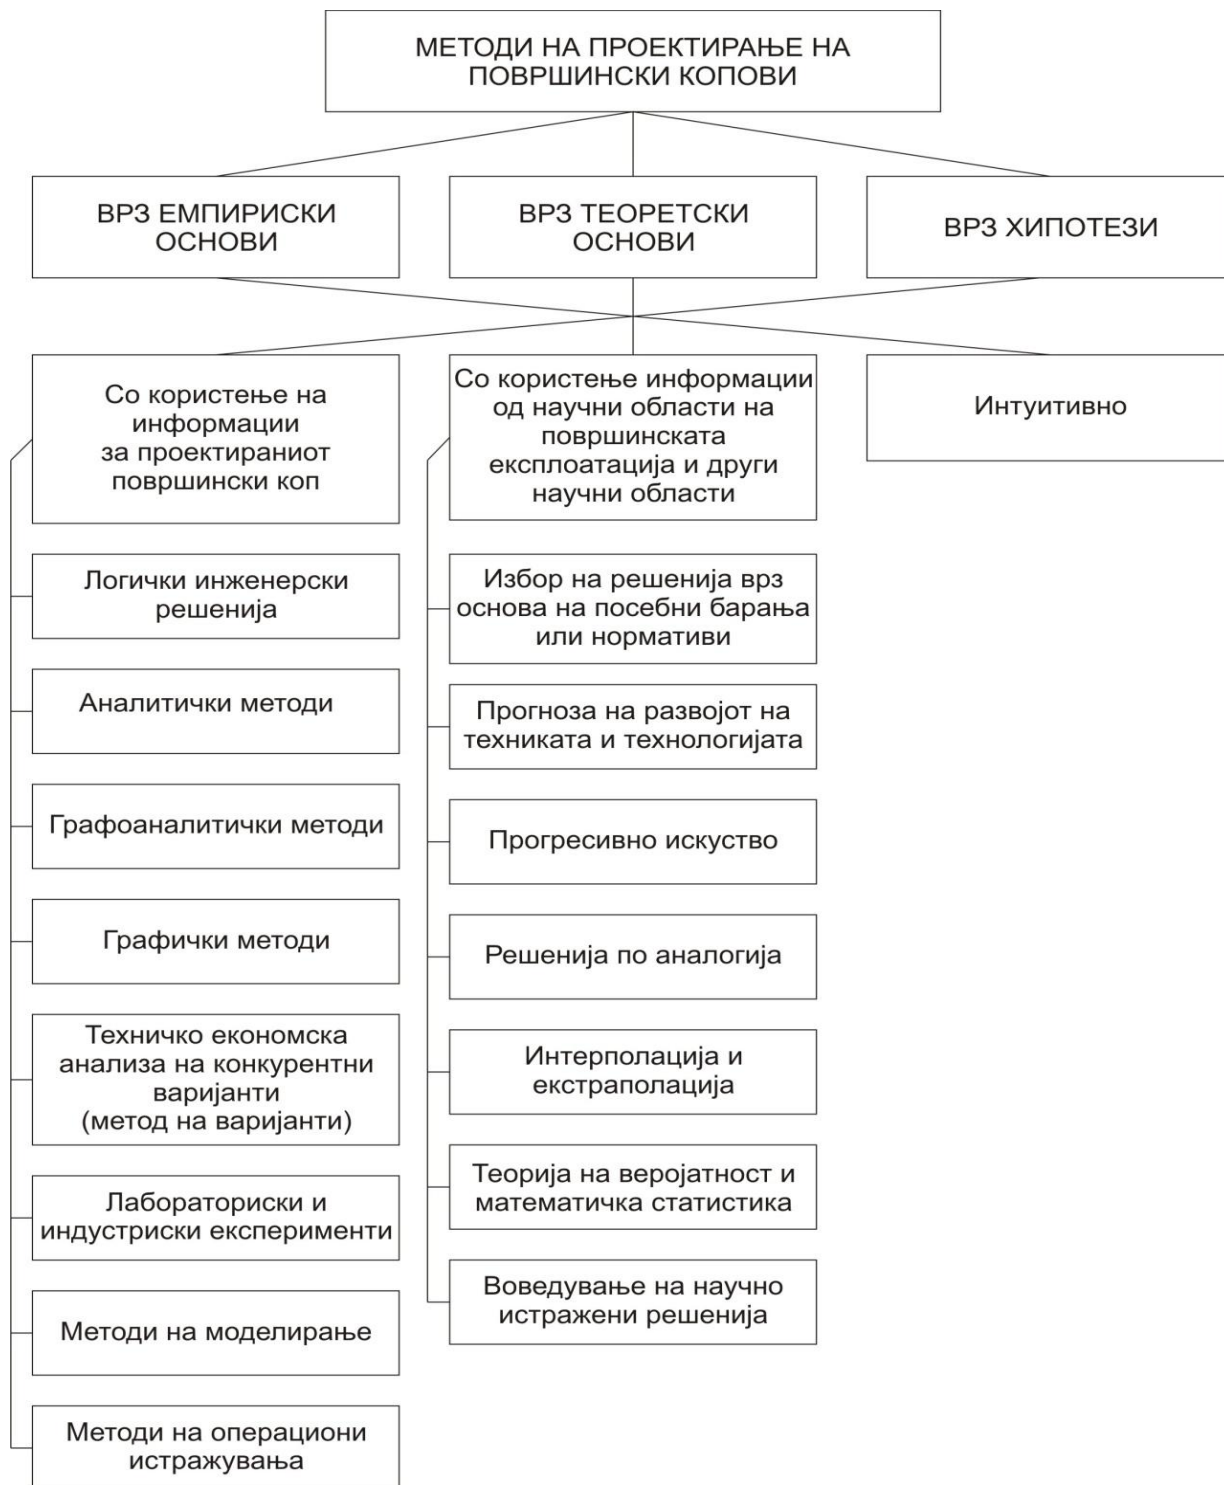 МЕТОДИ НА ПРОЕКТИРАЊЕ НА
ПОВРШИНСКИ КОПОВИ
ВРЗ ЕМПИРИСКИ
ОСНОВИ
ВРЗ ТЕОРЕТСКИ
ОСНОВИ
ВРЗ ХИПОТЕЗИ
Со користење на
информации
за проектираниот
површински коп
Логички инженерски
решенија
Аналитички методи
Графоаналитички методи
Графички методи
Техничко економска
анализа на конкурентни
варијанти
(метод на варијанти)
Лабораториски и
индустриски експерименти
Методи на моделирање
Методи на операциони
истражувања
Со користење информации
од научни области на
површинската
експлоатација и други
научни области
Избор на решенија врз
основа на посебни барања
или нормативи
Прогноза на развојот на
техниката и технологијата
Прогресивно искуство
Решенија по аналогија
Интерполација и
екстраполација
Теорија на веројатност и
математичка статистика
Воведување на научно
истражени решенија
Интуитивно